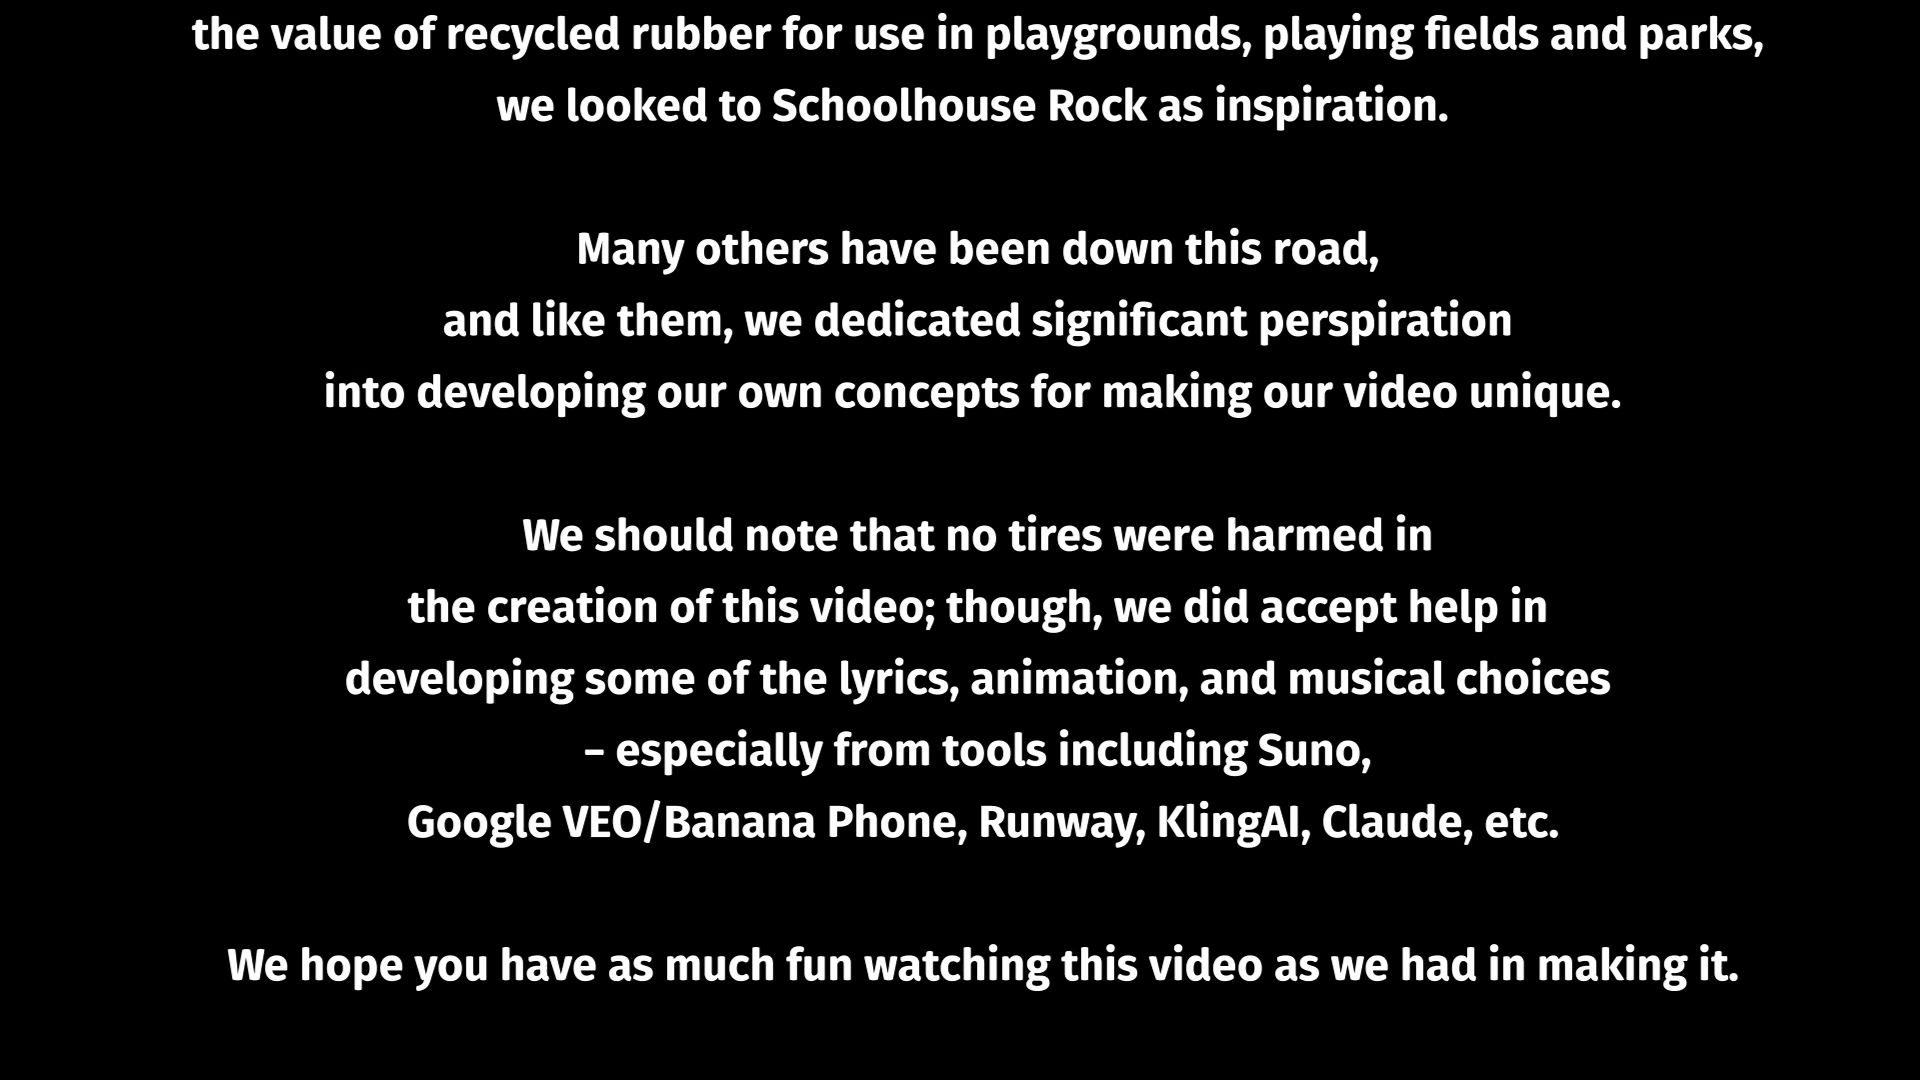 the value of recycled rubber for use in playgrounds, playing fields and parks,
we looked to Schoolhouse Rock as inspiration.
Many others have been down this road,
and like them, we dedicated significant perspiration
into developing our own concepts for making our video unique.
We should note that no tires were harmed in
the creation of this video; though, we did accept help in
developing some of the lyrics, animation, and musical choices
– especially from tools including Suno,
Google VEO/Banana Phone, Runway, KlingAI, Claude, etc.
We hope you have as much fun watching this video as we had in making it.